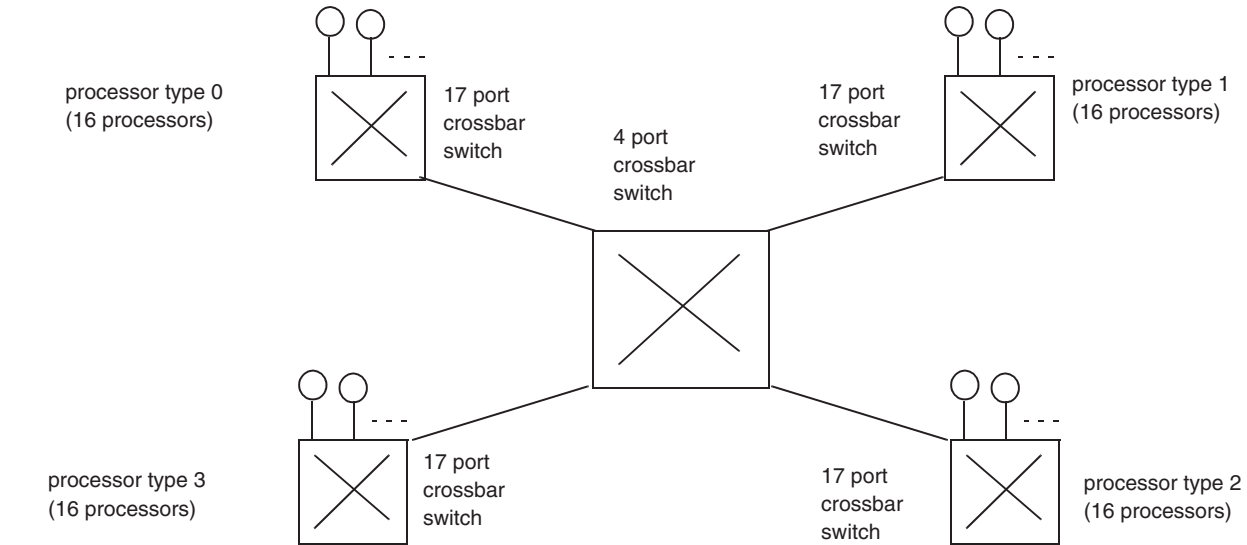 processor type 0
(16 processors)
17 port
crossbar
switch
4 port
crossbar
switch
17 port
crossbar
switch
processor type 1
(16 processors)
processor type 3
(16 processors)
17 port
crossbar
switch
17 port
crossbar
switch
processor type 2
(16 processors)